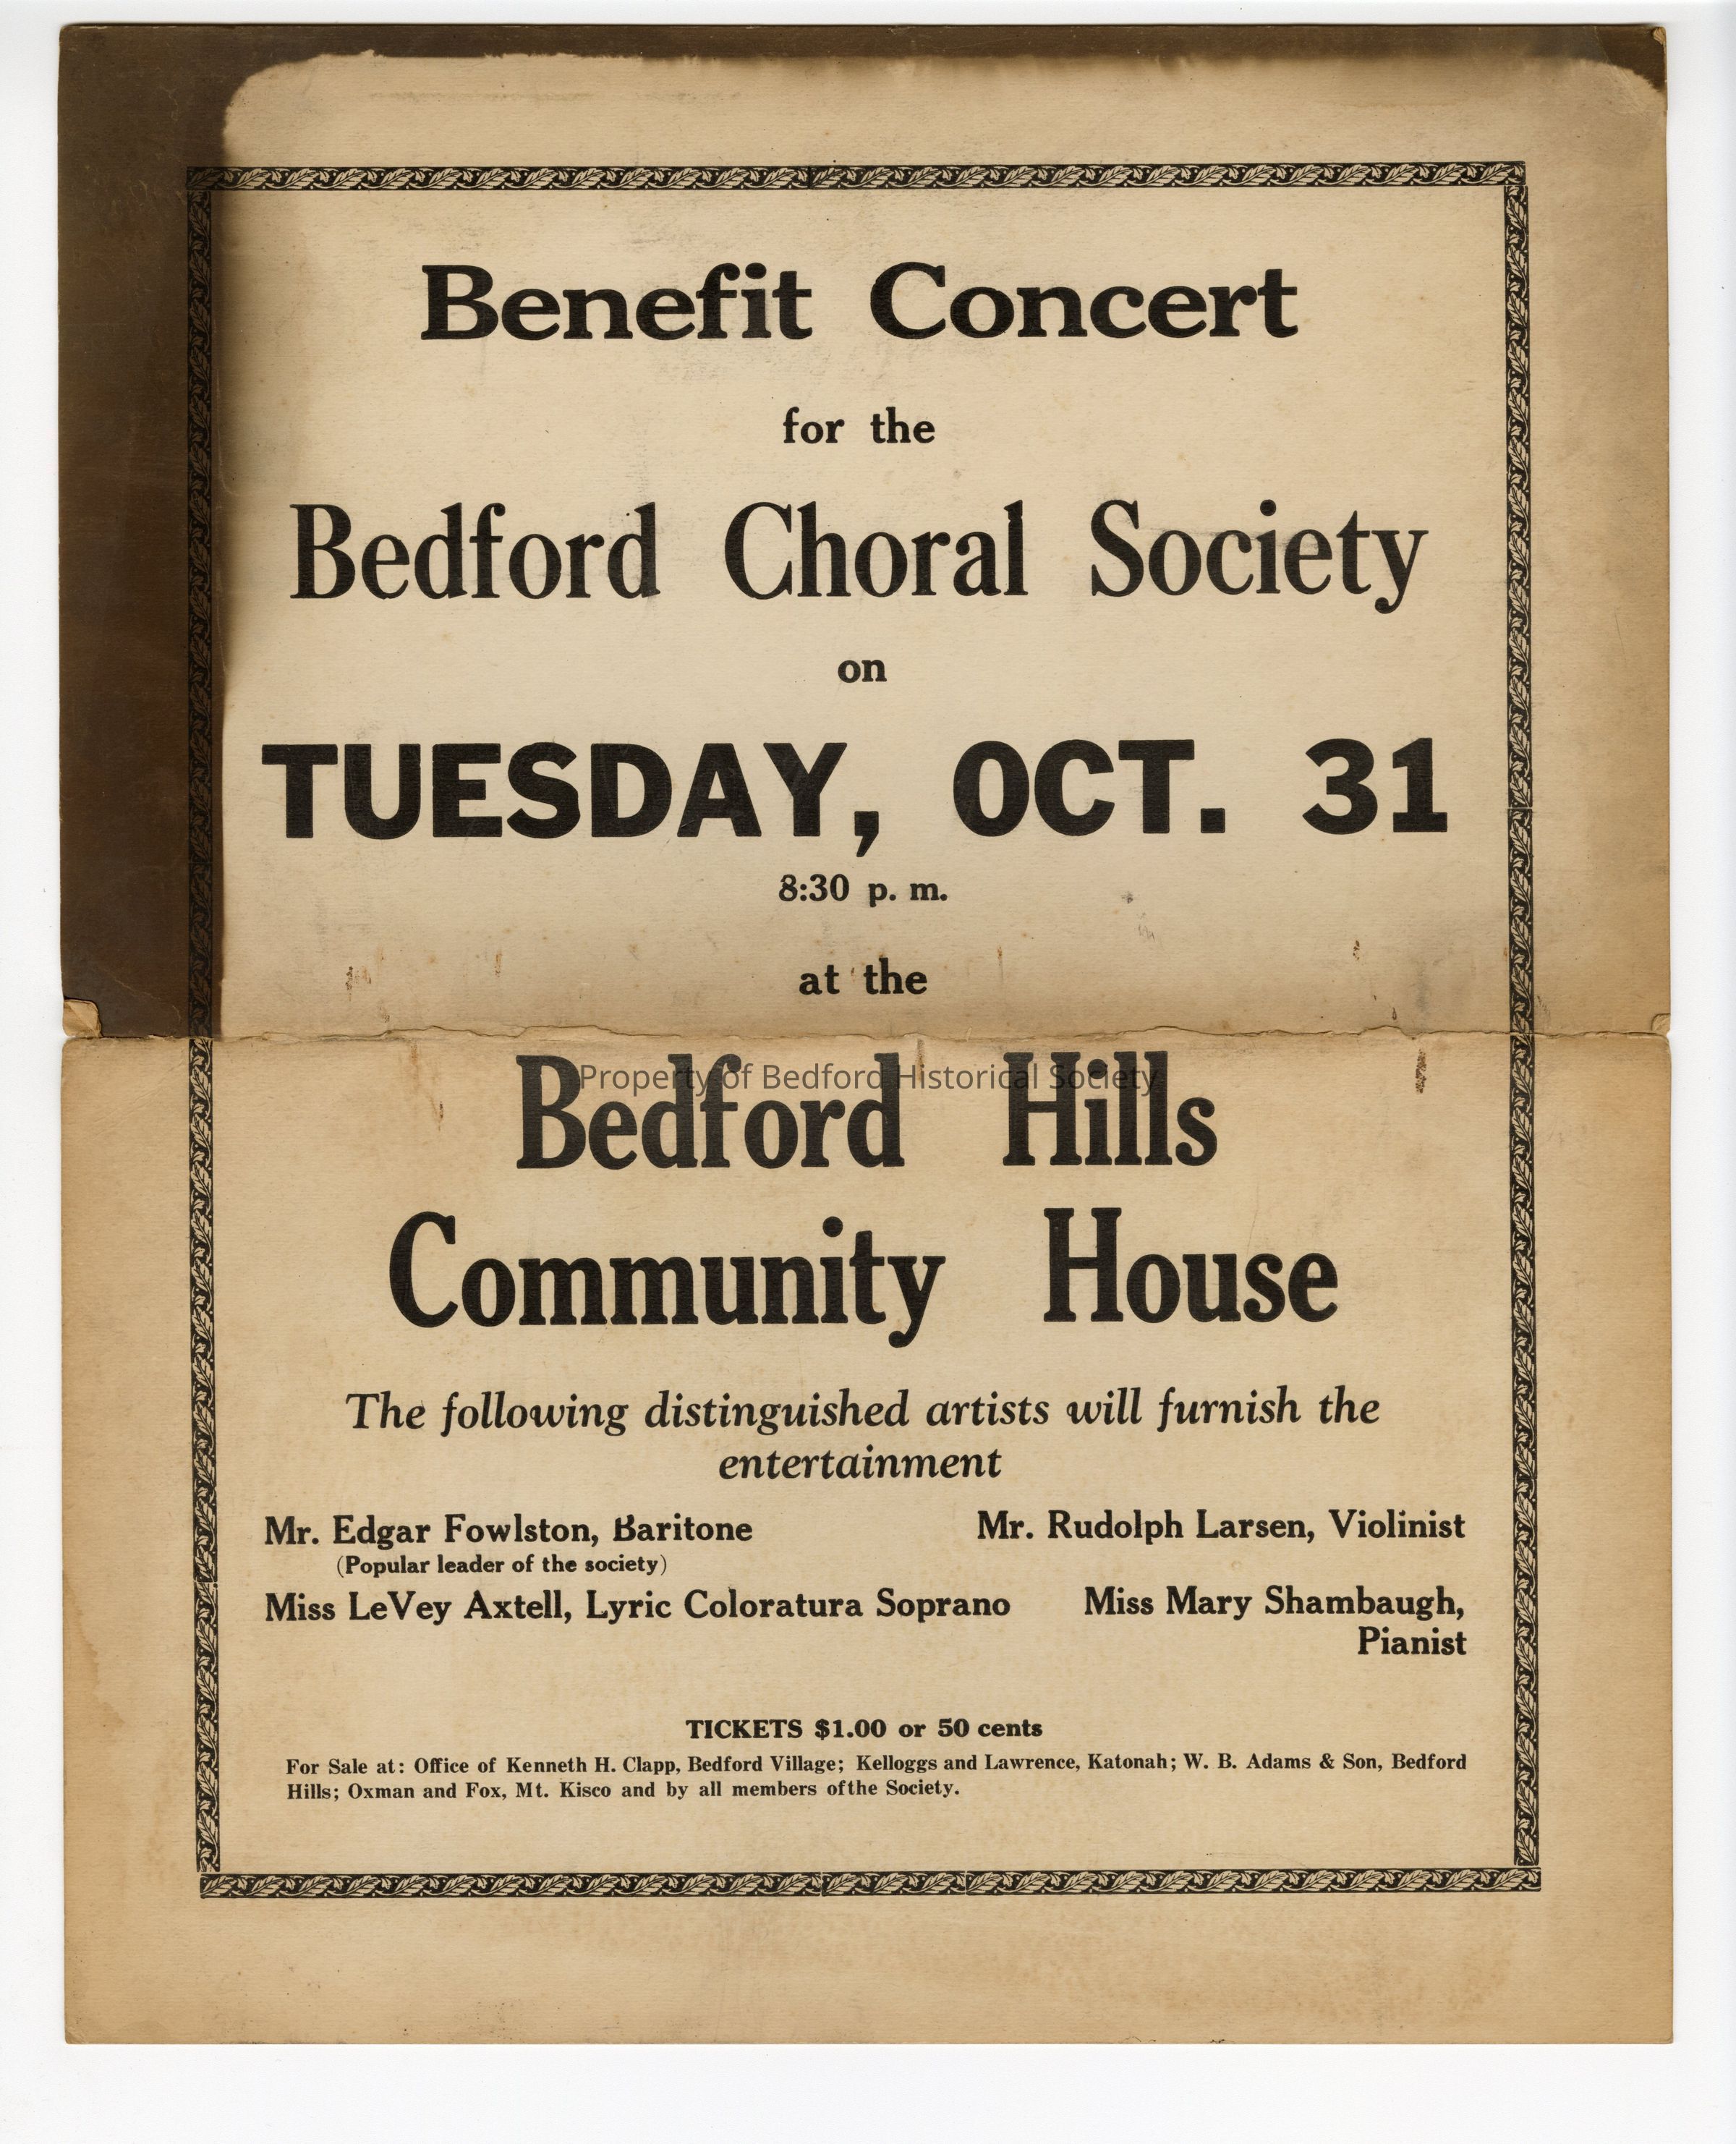 Benefit Concert
for the
Bedford Choral Society
on
TUESDAY, OCT. 31
8:30 p. m.
at the
Property of Bedford Historical Society
Bedford Hills
Community House
The following distinguished artists will furnish the
entertainment
Mr. Edgar Fowlston, Baritone
Mr. Rudolph Larsen, Violinist
(Popular leader of the society)
Miss LeVey Axtell, Lyric Coloratura Soprano
Miss Mary Shambaugh,
Pianist
TICKETS $1.00 or 50 cents
For Sale at: Office of Kenneth H. Clapp, Bedford Village; Kelloggs and Lawrence, Katonah; W. B. Adams & Son, Bedford
Hills; Oxman and Fox, Mt. Kisco and by all members ofthe Society.